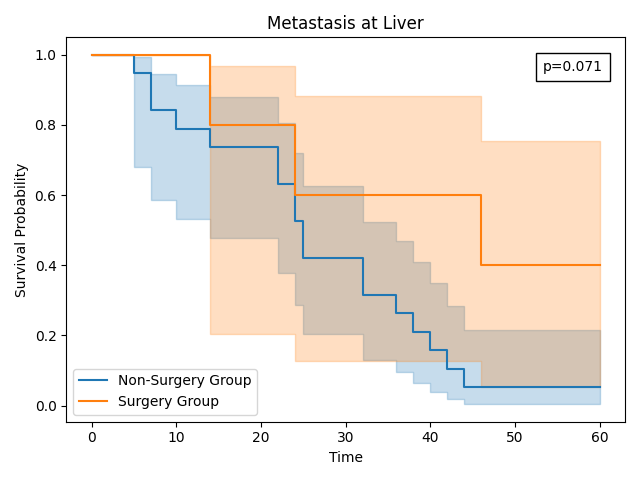 Metastasis at Liver
p=0.071
Survival Probability
1.0
0.8
0.6
0.4
0.2
0.0
Non-Surgery Group
Surgery Group
0 10 20 30 40 50 60
Time